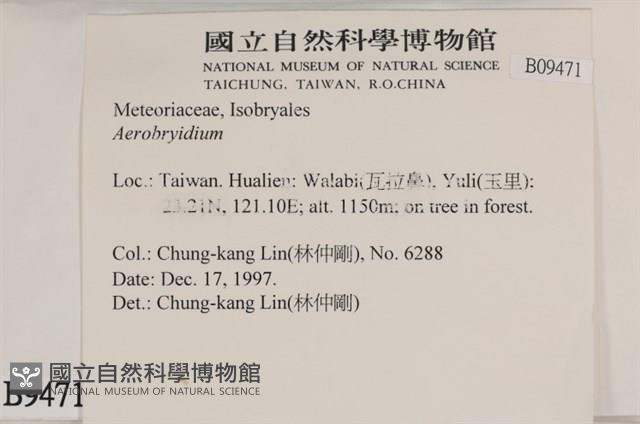 國立自然科學博物館
NATIONAL MUSEUM OF NATURAL SCIENCE
TAICHUNG, TAIWAN, R.O.CHINA
B09471
Meteoriaceae, Isobryales
Aerobryidium
Loc.: Taiwan. Hualien: Walabi(瓦拉鼻), Yuli(玉里):
23.21N, 121.10E; alt. 1150m; on tree in forest.
Col.: Chung-kang Lin(林仲剛), No. 6288
Date: Dec. 17, 1997.
Det.: Chung-kang Lin(林仲剛)
國立自然科學博物館
NATIONAL MUSEUM OF NATURAL SCIENCE
B09471